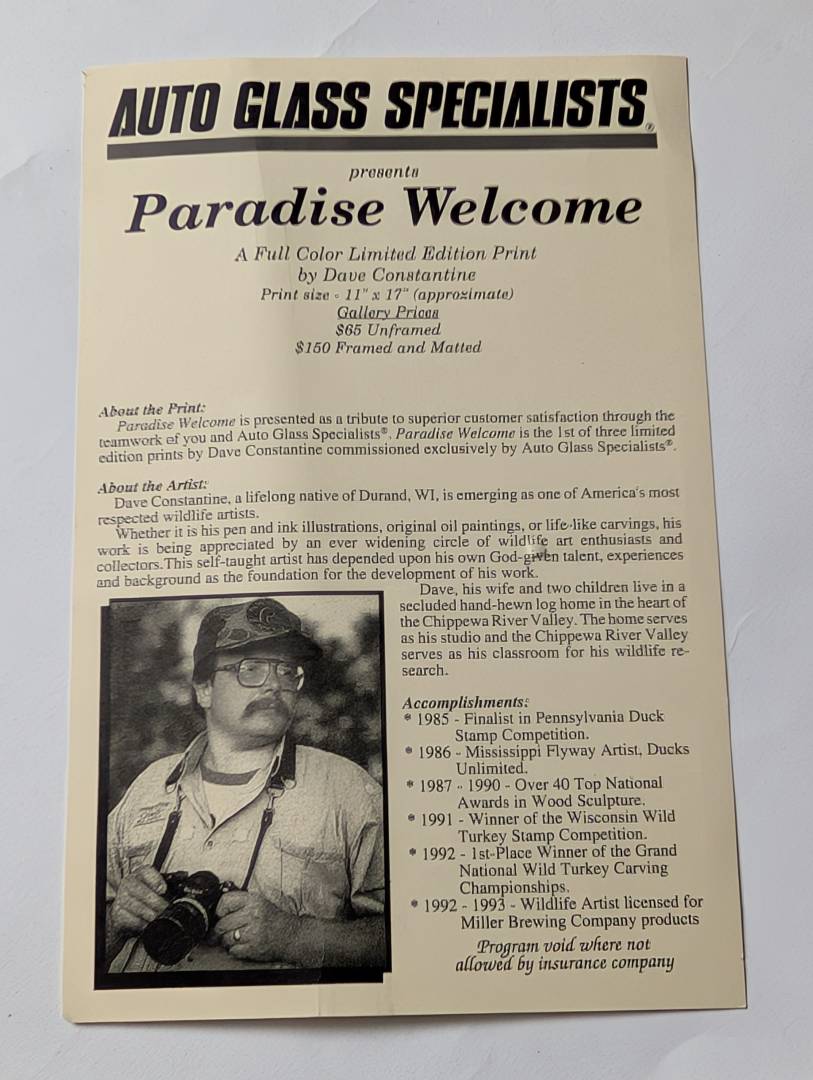 AUTO GLASS SPECIALISTS®
presents
Paradise Welcome
A Full Color Limited Edition Print
by Dave Constantine
Print size - 11" x 17" (approximate)
Gallery Prices
$65 Unframed
$150 Framed and Matted
About the Print:
Paradise Welcome is presented as a tribute to superior customer satisfaction through the
teamwork of you and Auto Glass Specialists®. Paradise Welcome is the 1st of three limited
edition prints by Dave Constantine commissioned exclusively by Auto Glass Specialists®.
About the Artist:
Dave Constantine, a lifelong native of Durand, WI, is emerging as one of America's most
respected wildlife artists.
Whether it is his pen and ink illustrations, original oil paintings, or life-like carvings, his
work is being appreciated by an ever widening circle of wildlife art enthusiasts and
collectors.This self-taught artist has depended upon his own God-given talent, experiences
and background as the foundation for the development of his work.
Dave, his wife and two children live in a
secluded hand-hewn log home in the heart of
the Chippewa River Valley. The home serves
as his studio and the Chippewa River Valley
serves as his classroom for his wildlife re-
search.
Accomplishments:
* 1985 - Finalist in Pennsylvania Duck
Stamp Competition.
* 1986 - Mississippi Flyway Artist, Ducks
Unlimited.
* 1987 - 1990 - Over 40 Top National
Awards in Wood Sculpture.
* 1991 - Winner of the Wisconsin Wild
Turkey Stamp Competition.
* 1992 - 1st-Place Winner of the Grand
National Wild Turkey Carving
Championships.
* 1992 - 1993 - Wildlife Artist licensed for
Miller Brewing Company products
Program void where not
allowed by insurance company